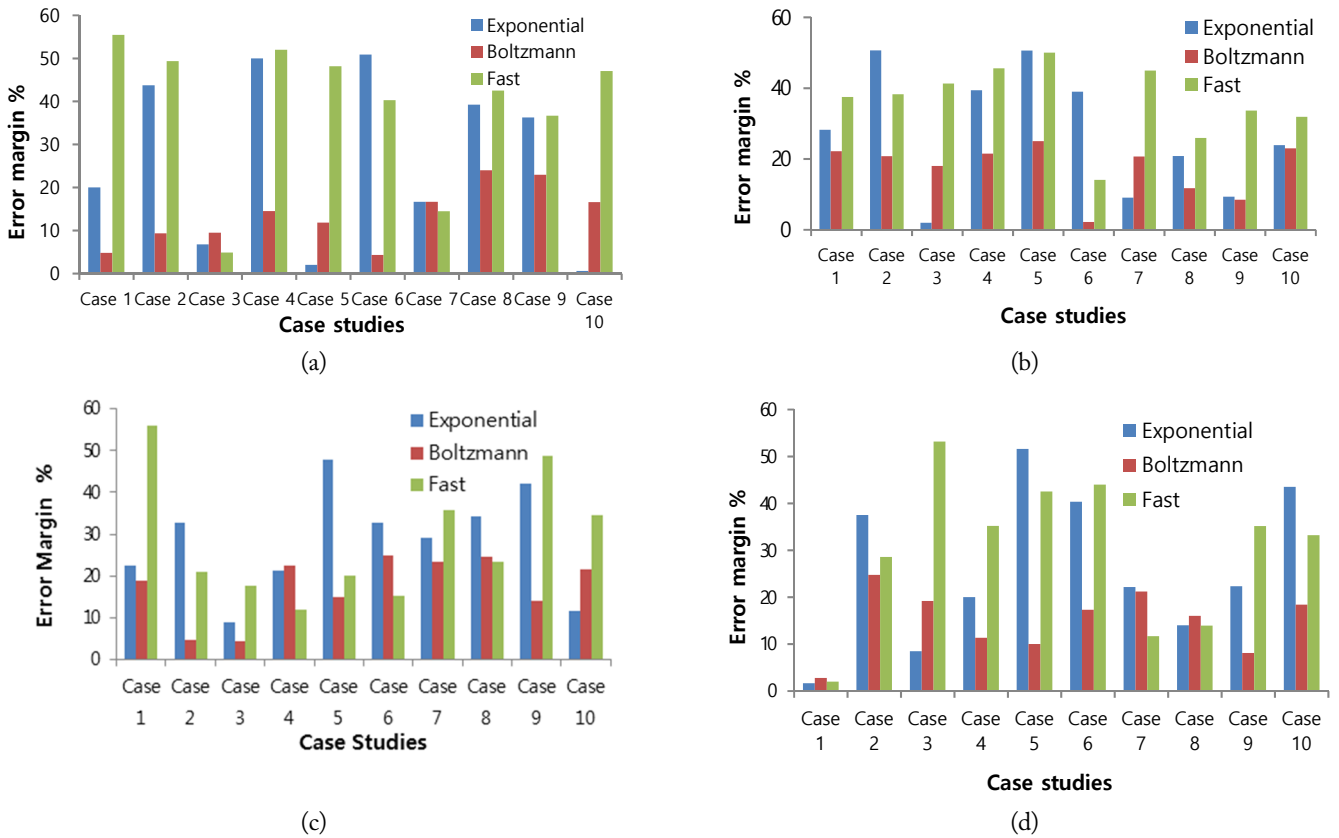 60
50
40
30
20
10
0
Error margin %
Exponential
Boltzmann
Fast
Case 1 Case 2 Case 3 Case 4 Case 5 Case 6 Case 7 Case 8 Case 9 Case 10
Case studies
(a)
60
40
20
0
Error margin %
Exponential
Boltzmann
Fast
Case 1 Case 2 Case 3 Case 4 Case 5 Case 6 Case 7 Case 8 Case 9 Case 10
Case studies
(b)
60
50
40
30
20
10
0
Error Margin %
Exponential
Boltzmann
Fast
Case 1 Case 2 Case 3 Case 4 Case 5 Case 6 Case 7 Case 8 Case 9 Case 10
Case Studies
(c)
60
50
40
30
20
10
0
Error margin %
Exponential
Boltzmann
Fast
Case 1 Case 2 Case 3 Case 4 Case 5 Case 6 Case 7 Case 8 Case 9 Case 10
Case studies
(d)